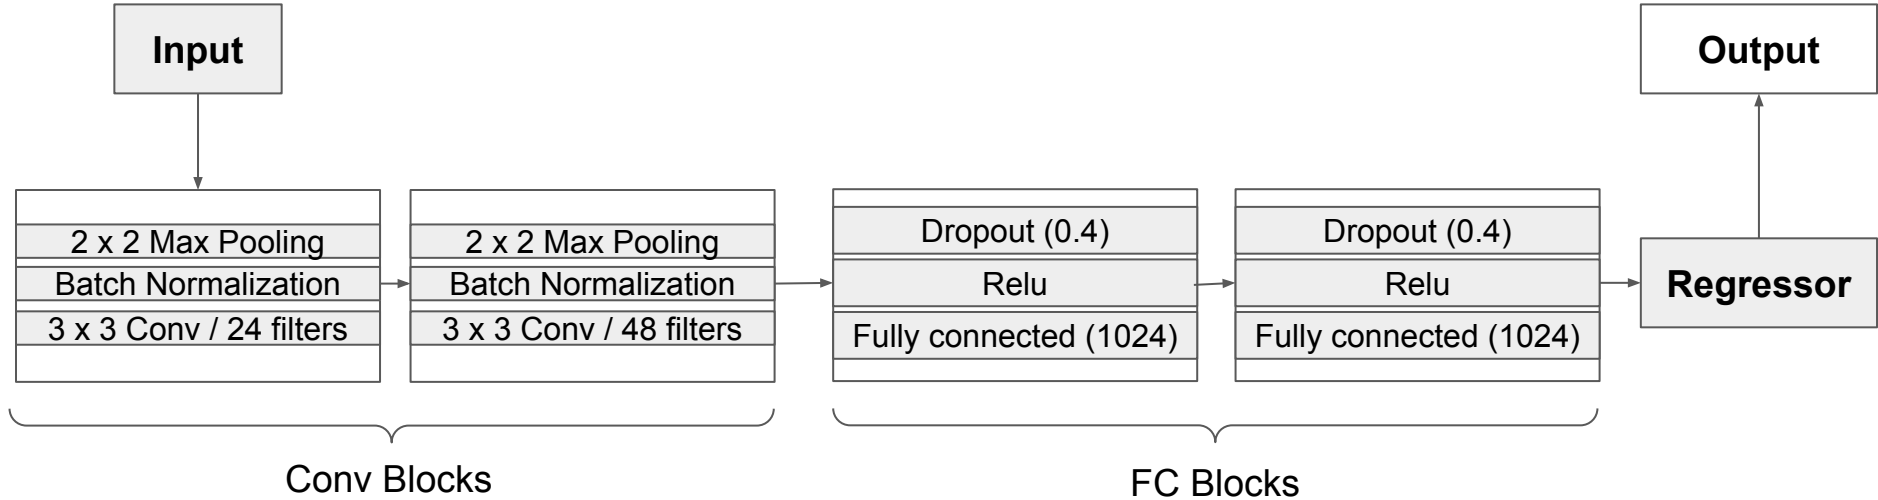 Input
Output
2 x 2 Max Pooling
Batch Normalization
3 x 3 Conv / 24 filters
2 x 2 Max Pooling
Batch Normalization
3 x 3 Conv / 48 filters
Dropout (0.4)
Relu
Fully connected (1024)
Dropout (0.4)
Relu
Fully connected (1024)
Regressor
Conv Blocks
FC Blocks